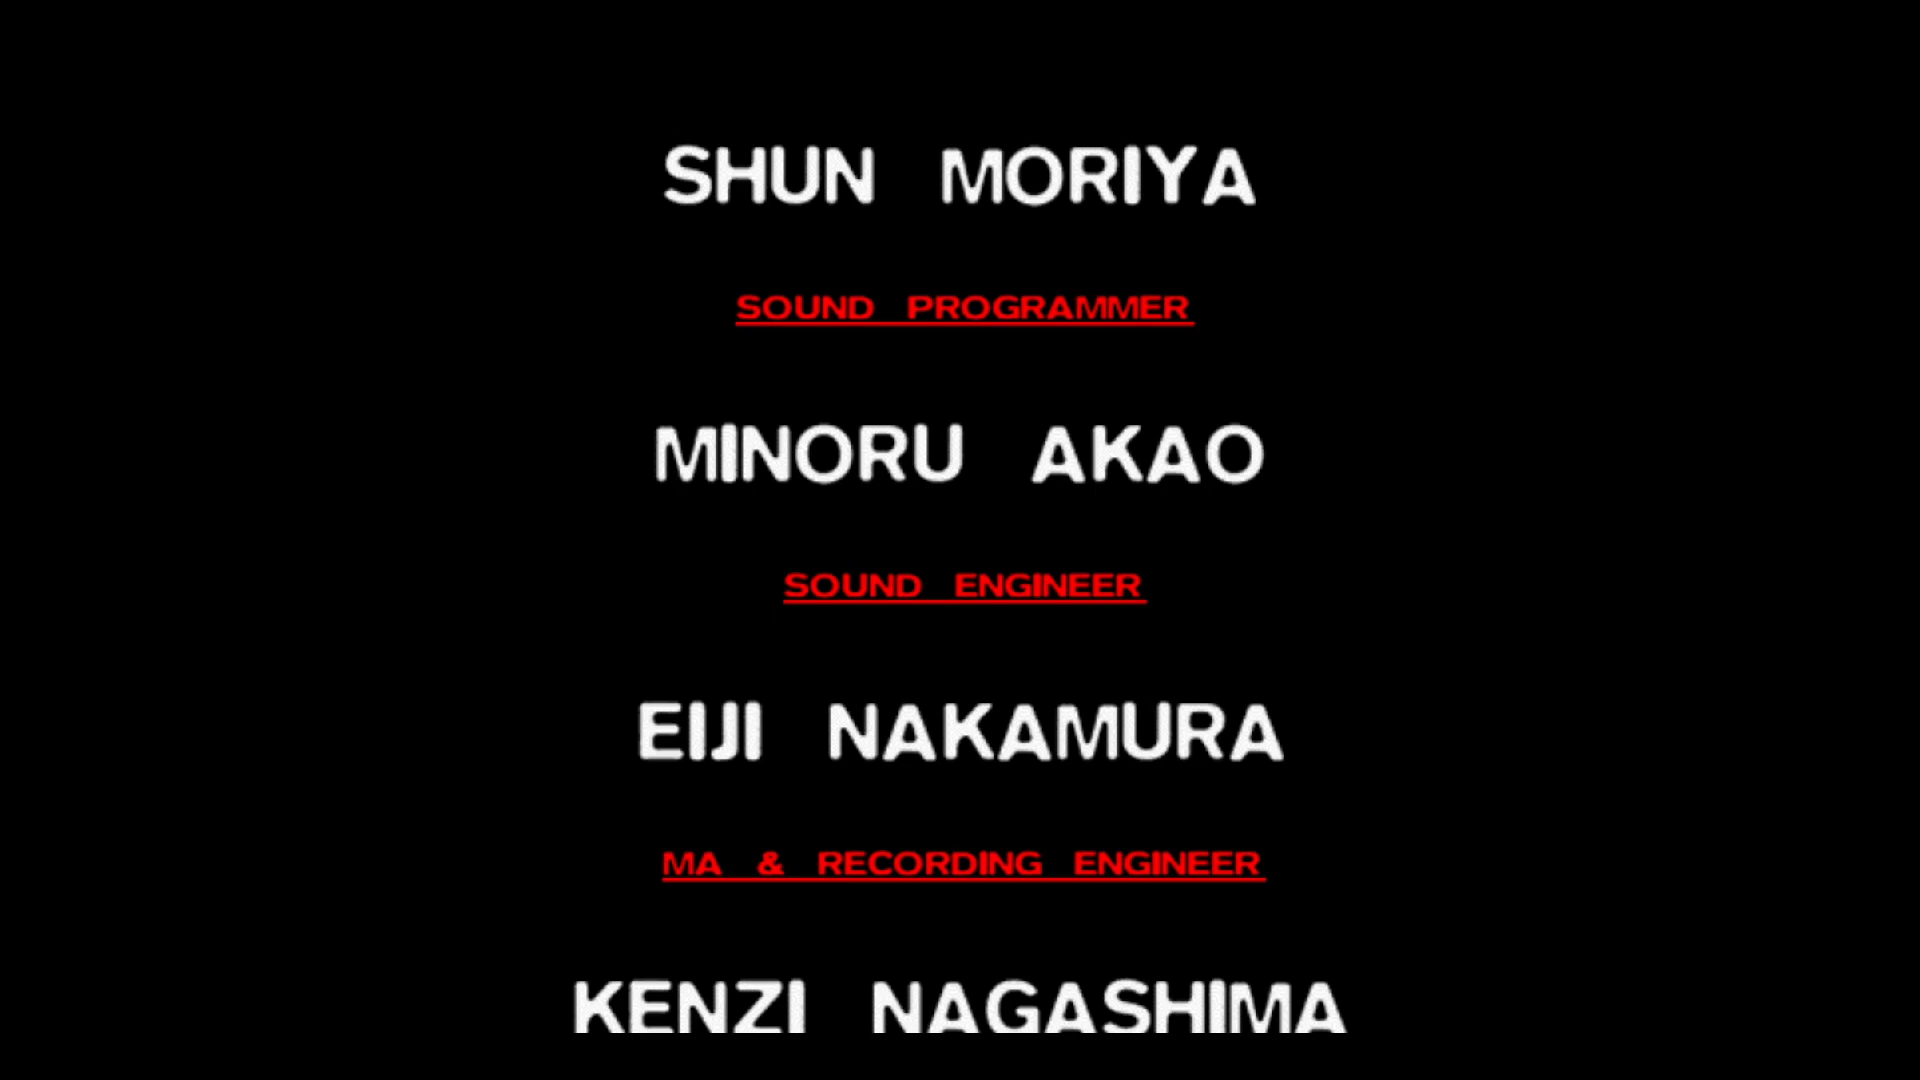 SHUN MORIYA
SOUND PROGRAMMER
MINORU AKAO
SOUND ENGINEER
EIJI NAKAMURA
MA & RECORDING ENGINEER
KENZI NAGASHIMA